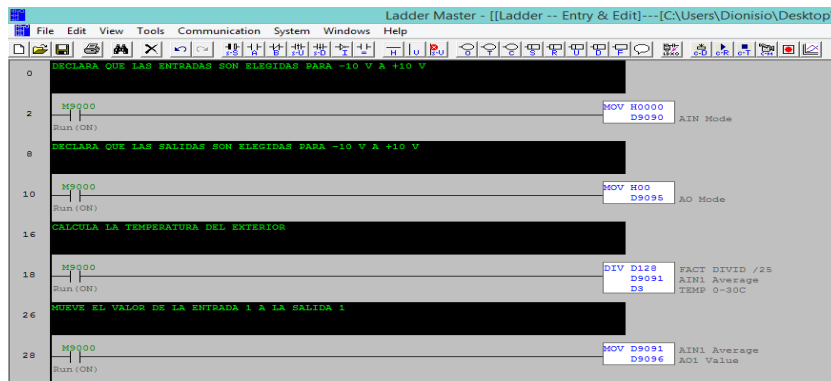 Ladder Master - [[Ladder -- Entry & Edit]---[C:\Users\Dionisio\Desktop
File Edit View Tools Communication System Windows Help
0 DECLARA QUE LAS ENTRADAS SON ELEGIDAS PARA -10 V A +10 V
M9000 MOV H0000
2 D9090 AIN Mode
Run(ON)
8 DECLARA QUE LAS SALIDAS SON ELEGIDAS PARA -10 V A +10 V
M9000 MOV H00
10 D9095 AO Mode
Run(ON)
16 CALCULA LA TEMPERATURA DEL EXTERIOR
M9000 DIV D128 FACT DIVID /25
18 D9091 AIN1 Average
Run(ON) D3 TEMP 0-30C
26 MUEVE EL VALOR DE LA ENTRADA 1 A LA SALIDA 1
M9000 MOV D9091 AIN1 Average
28 D9096 AO1 Value
Run(ON)